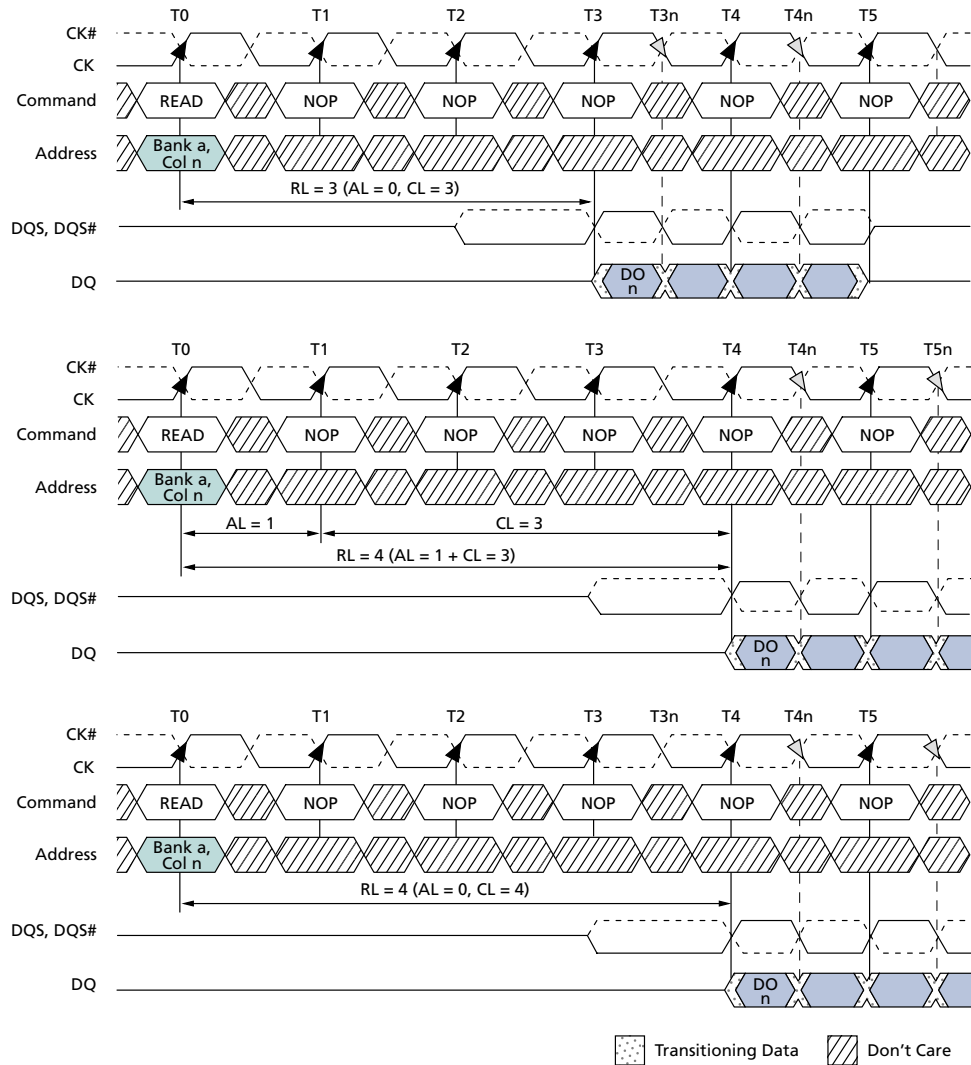 T0 T1 T2 T3 T3n T4 T4n T5
CK#
CK
Command READ NOP NOP NOP NOP NOP
Address Bank a,
Col n
RL = 3 (AL = 0, CL = 3)
DQS, DQS#
DQ DO
n
T0 T1 T2 T3 T4 T4n T5 T5n
CK#
CK
Command READ NOP NOP NOP NOP NOP
Address Bank a,
Col n
AL = 1 CL = 3
RL = 4 (AL = 1 + CL = 3)
DQS, DQS#
DQ DO
n
T0 T1 T2 T3 T3n T4 T4n T5
CK#
CK
Command READ NOP NOP NOP NOP NOP
Address Bank a,
Col n
RL = 4 (AL = 0, CL = 4)
DQS, DQS#
DQ DO
n
Transitioning Data Don't Care